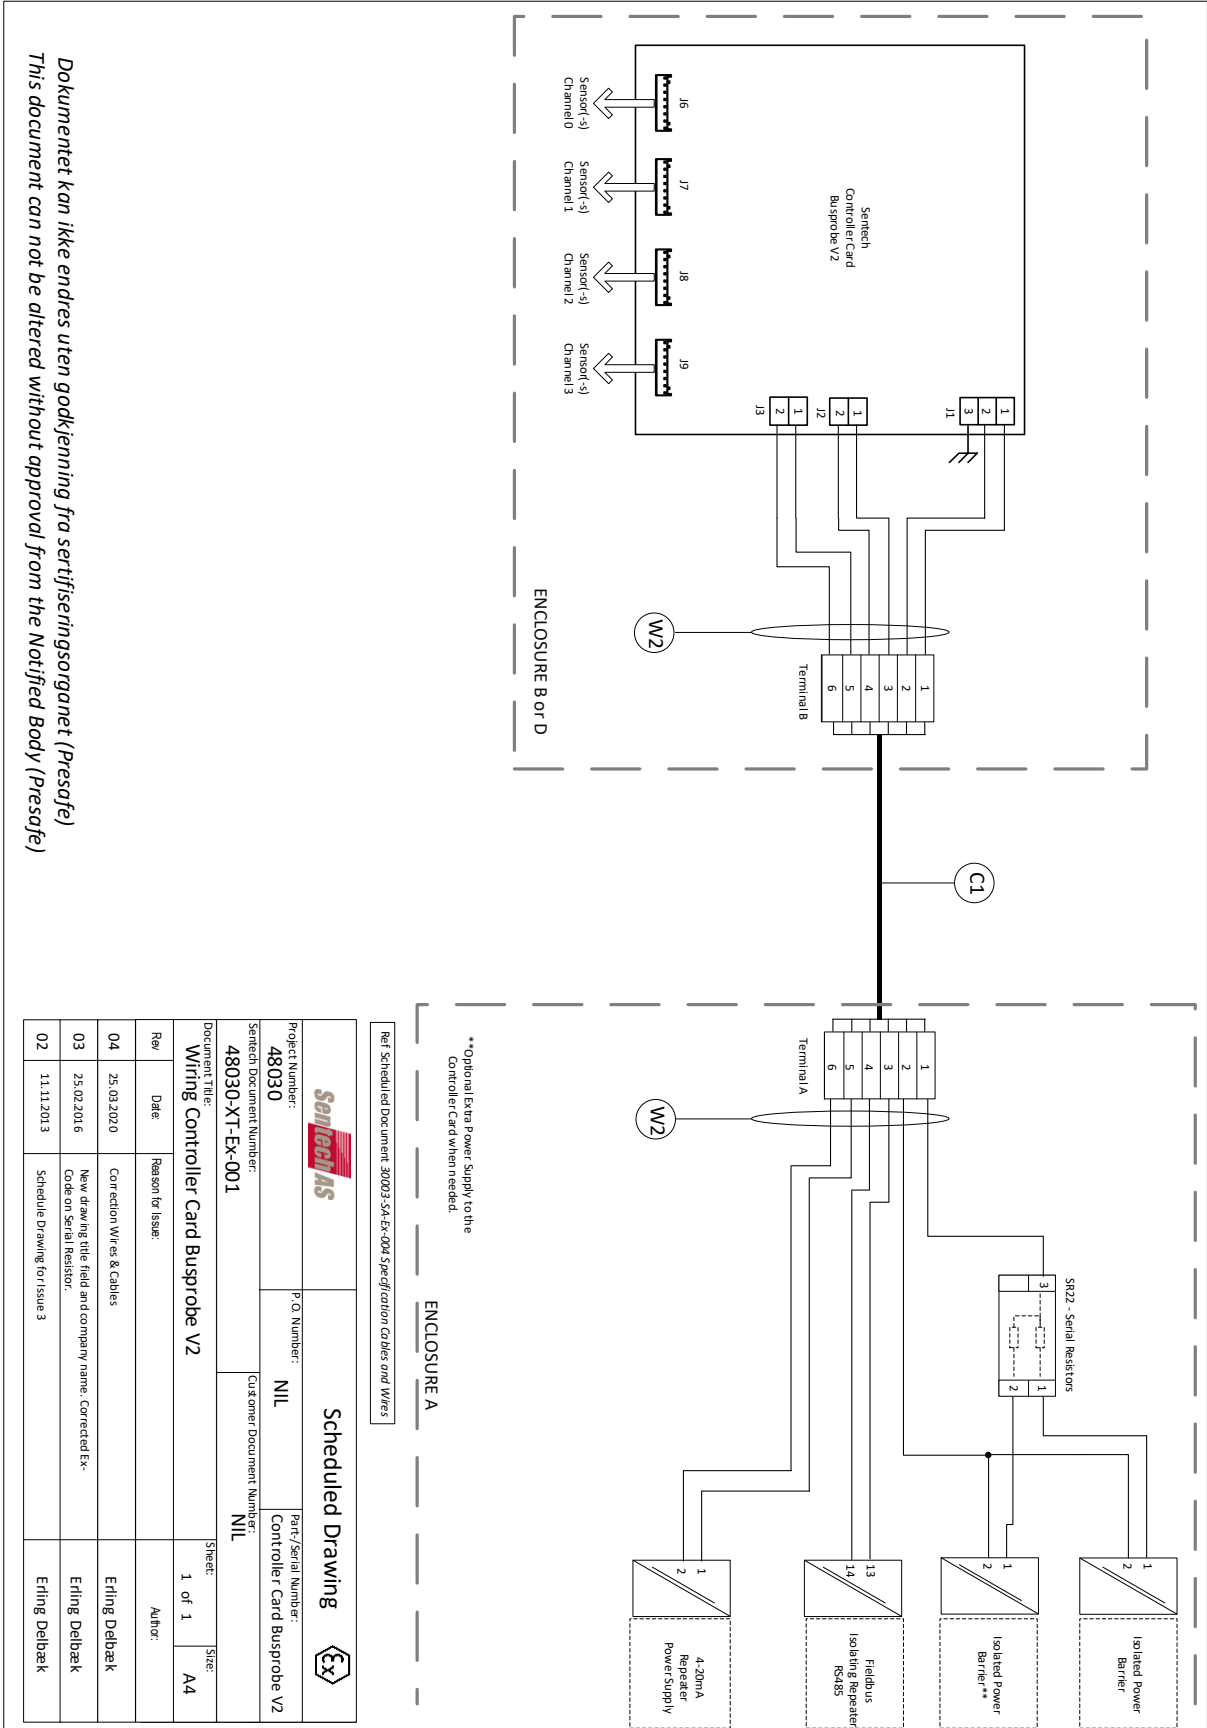 Sentech
Controller Card
Busprobe V2
J6
J7
J8
J9
Sensor(-s)
Channel 0
Sensor(-s)
Channel 1
Sensor(-s)
Channel 2
Sensor(-s)
Channel 3
J1
1
2
3
J2
1
2
J3
1
2
W2
Terminal B
1
2
3
4
5
6
ENCLOSURE B or D
C1
Terminal A
1
2
3
4
5
6
W2
SR22 - Serial Resistors
3
1
2
1
2
Isolated Power
Barrier
1
2
Isolated Power
Barrier**
13
14
Fieldbus
Isolating Repeater
RS485
1
2
4-20mA
Repeater
Power Supply
**Optional Extra Power Supply to the
Controller Card when needed.
ENCLOSURE A
Ref Scheduled Document 30003-SA-Ex-004 Specification Cables and Wires
Sentech AS
Scheduled Drawing
Ex
Project Number:
48030
P.O. Number:
NIL
Part-/Serial Number:
Controller Card Busprobe V2
Sentech Document Number:
48030-XT-Ex-001
Customer Document Number:
NIL
Document Title:
Wiring Controller Card Busprobe V2
Sheet:
1 of 1
Size:
A4
Rev
Date:
Reason for Issue:
Author:
04
25.03.2020
Correction Wires & Cables
Erling Delbæk
03
25.02.2016
New drawing title field and company name. Corrected Ex-
Code on Serial Resistor.
Erling Delbæk
02
11.11.2013
Schedule Drawing for Issue 3
Erling Delbæk
Dokumentet kan ikke endres uten godkjenning fra sertifiseringsorganet (Presafe)
This document can not be altered without approval from the Notified Body (Presafe)